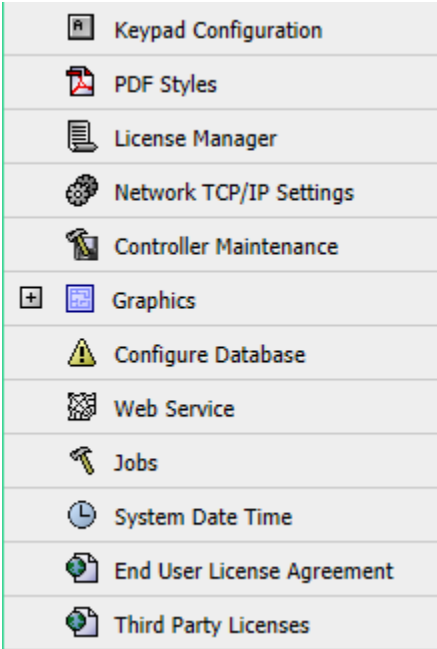 Keypad Configuration
PDF Styles
License Manager
Network TCP/IP Settings
Controller Maintenance
Graphics
Configure Database
Web Service
Jobs
System Date Time
End User License Agreement
Third Party Licenses